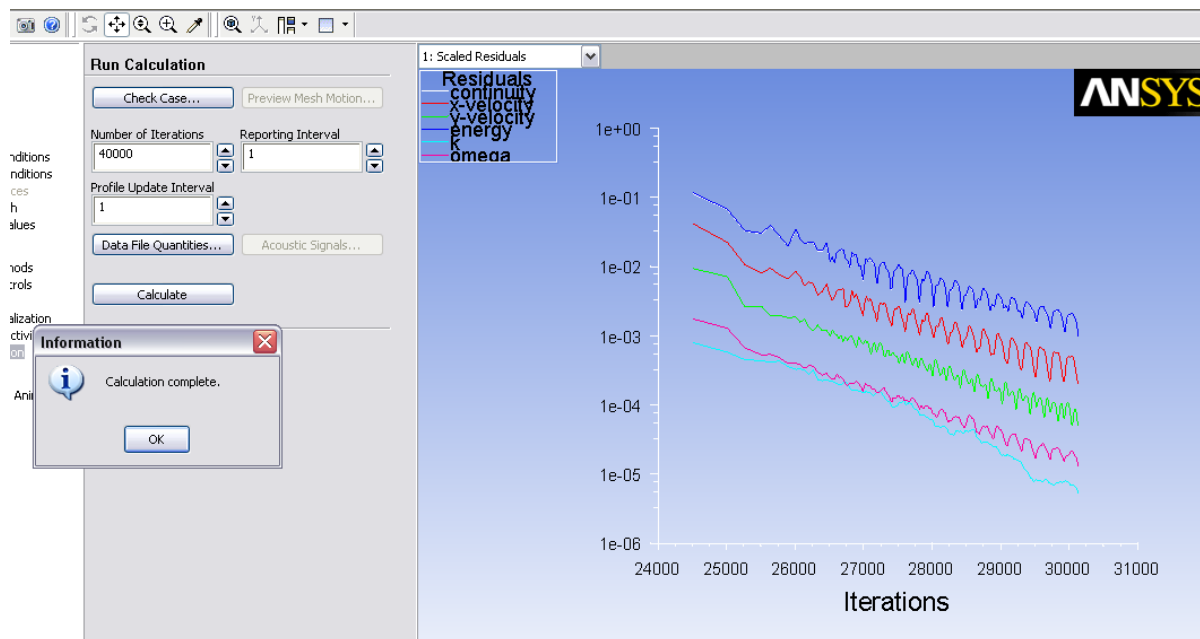 Run Calculation
Check Case...
Preview Mesh Motion...
Number of Iterations
Reporting Interval
40000
1
Profile Update Interval
1
Data File Quantities...
Acoustic Signals...
Calculate
nditions
nditions
ces
h
alues
nods
trols
alization
ctivi
on
Ani
Information
Calculation complete.
OK
1: Scaled Residuals
Residuals
continuity
x-velocity
y-velocity
energy
k
omega
ANSYS
1e+00
1e-01
1e-02
1e-03
1e-04
1e-05
1e-06
24000 25000 26000 27000 28000 29000 30000 31000
Iterations